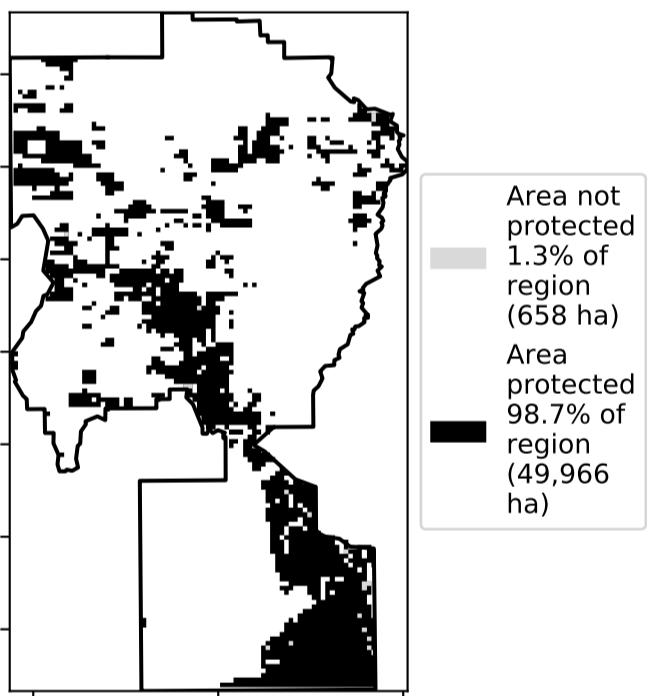 Area not
protected
1.3% of
region
(658 ha)
Area
protected
98.7% of
region
(49,966
ha)